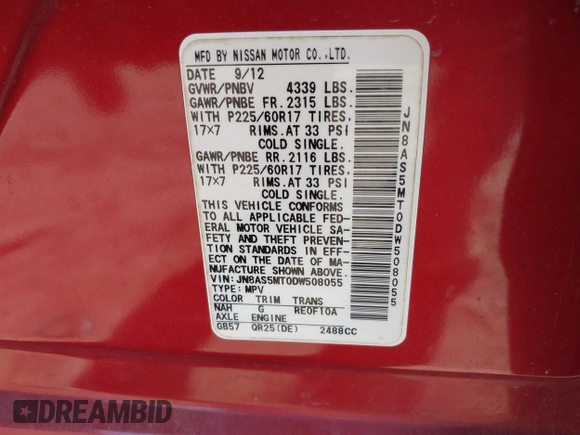 MFD BY NISSAN MOTOR CO.,LTD.
DATE 9/12
GVWR/PNBV 4339 LBS.
GAWR/PNBE FR. 2315 LBS.
WITH P225/60R17 TIRES,
17×7 RIMS.AT 33 PSI
COLD SINGLE.
GAWR/PNBE RR. 2116 LBS.
WITH P225/60R17 TIRES,
17×7 RIMS.AT 33 PSI
COLD SINGLE.
THIS VEHICLE CONFORMS
TO ALL APPLICABLE FED-
ERAL MOTOR VEHICLE SA-
FETY AND THEFT PREVEN-
TION STANDARDS IN EFF-
ECT ON THE DATE OF MA-
NUFACTURE SHOWN ABOVE.
VIN:JN8AS5MT0DW508055
TYPE:MPV
COLOR TRIM TRANS
NAH G RE0F10A
AXLE ENGINE
GB57 QR25(DE) 2488CC
JN8AS5MT0DW508055
DREAMBID